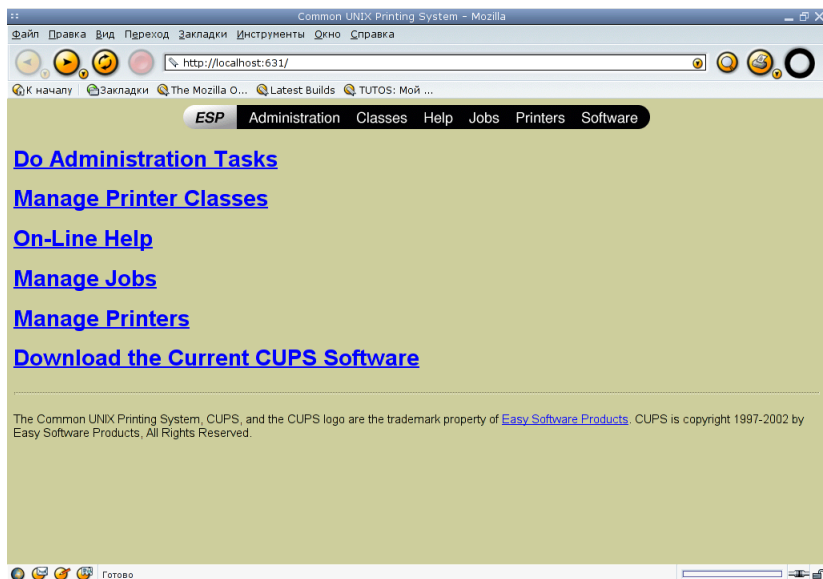 Common UNIX Printing System - Mozilla
Файл Правка Вид Переход Закладки Инструменты Окно Справка
http://localhost:631/
К началу Закладки The Mozilla O... Latest Builds TUTOS: Мой ...
ESP Administration Classes Help Jobs Printers Software
Do Administration Tasks
Manage Printer Classes
On-Line Help
Manage Jobs
Manage Printers
Download the Current CUPS Software
The Common UNIX Printing System, CUPS, and the CUPS logo are the trademark property of Easy Software Products. CUPS is copyright 1997-2002 by
Easy Software Products, All Rights Reserved.
Готово